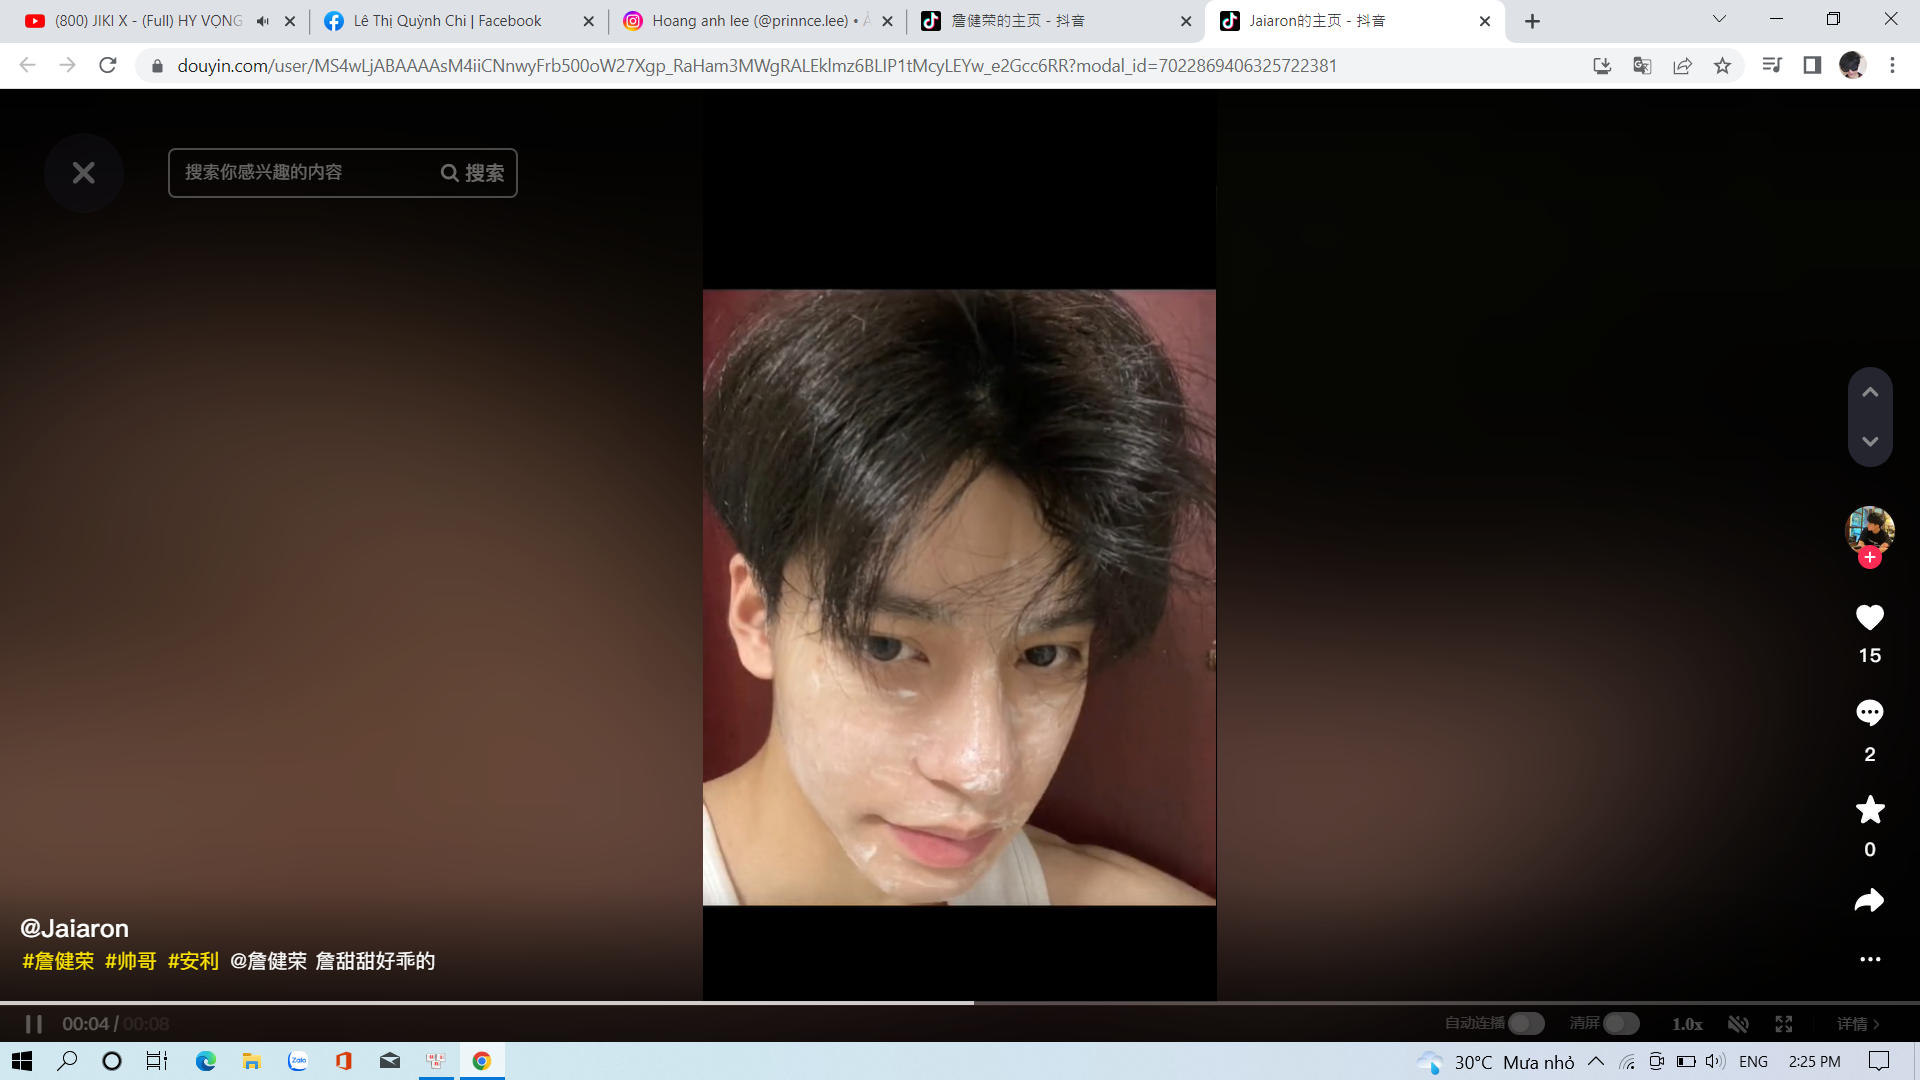 (800) JIKI X - (Full) HY VỌNG
Lê Thị Quỳnh Chi | Facebook
Hoang anh lee (@prinnce.lee) •
詹健荣的主页 - 抖音
Jaiaron的主页 - 抖音
douyin.com/user/MS4wLjABAAAAsM4iiCNnwyFrb500oW27Xgp_RaHam3MWgRALEklmz6BLIP1tMcyLEYw_e2Gcc6RR?modal_id=7022869406325722381
搜索你感兴趣的内容 搜索
15
2
0
@Jaiaron
#詹健荣 #帅哥 #安利 @詹健荣 詹甜甜好乖的
00:04 / 00:08 自动连播 清屏 1.0x 详情
Zalo 30°C Mưa nhỏ ENG 2:25 PM